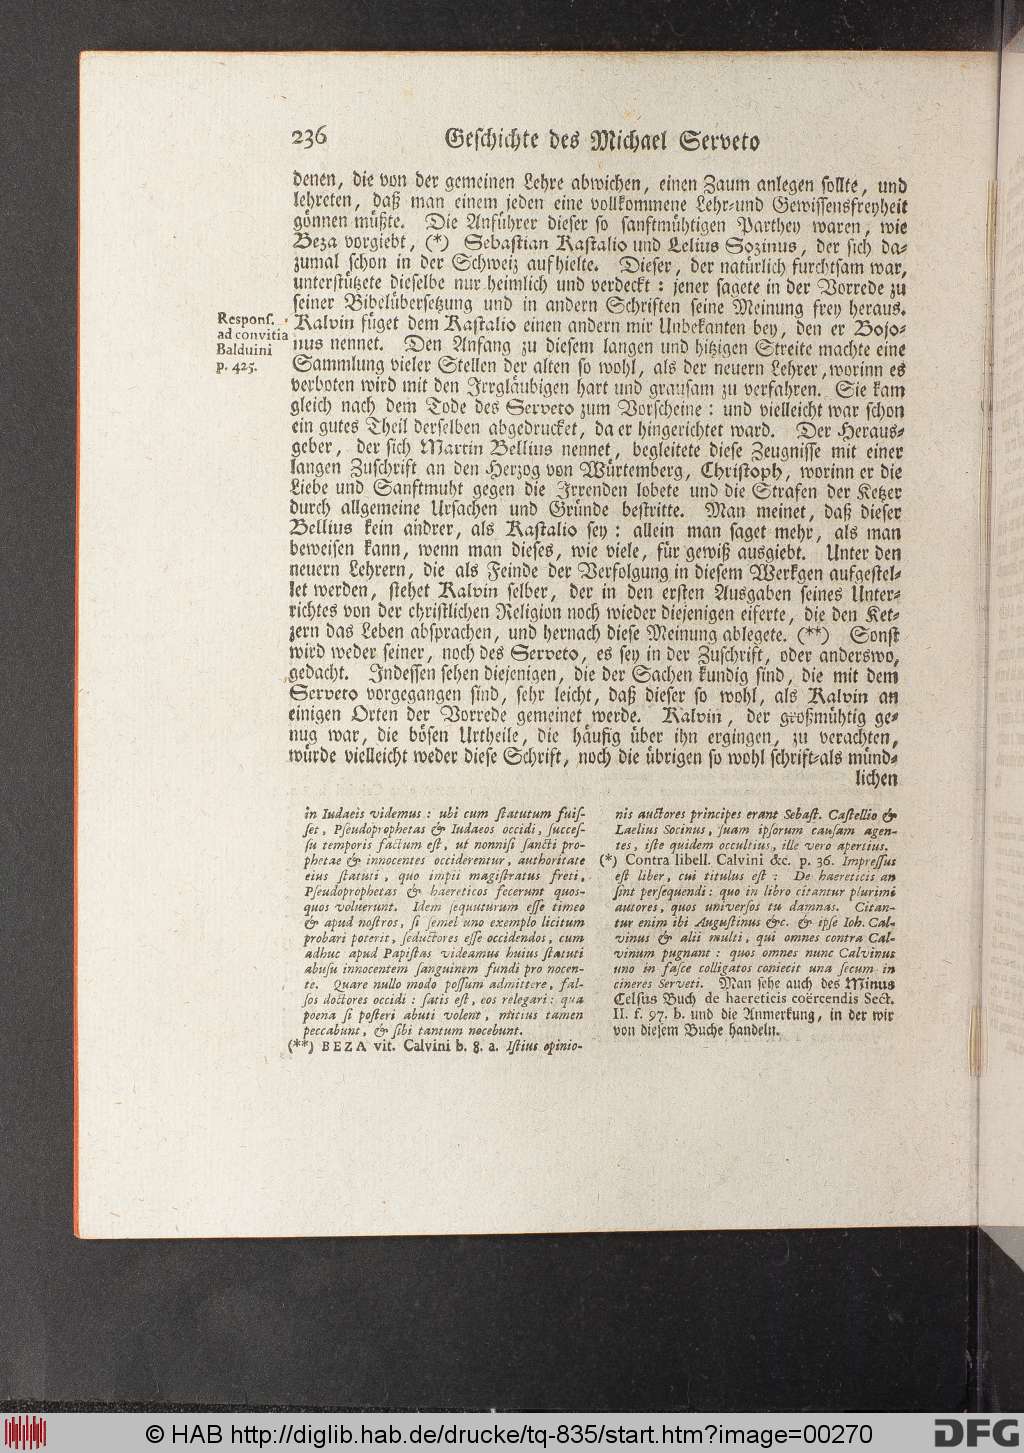 236 Geschichte des Michael Serveto
denen, die von der gemeinen Lehre abwichen, einen Zaum anlegen sollte, und
lehreten, daß man einem jeden eine vollkommene Lehr-und Gewissensfreyheit
gönnen müßte. Die Anführer dieser so sanftmühtigen Parthey waren, wie
Beza vorgiebt, (*) Sebastian Kastalio und Lelius Sozinus, der sich da-
zumal schon in der Schweiz aufhielte. Dieser, der natürlich furchtsam war,
unterstützete dieselbe nur heimlich und verdeckt: jener sagete in der Vorrede zu
seiner Bibelübersetzung und in andern Schriften seine Meinung frey heraus.
Kalvin füget dem Kastalio einen andern mir Unbekanten bey, den er Bojo-
nus nennet. Den Anfang zu diesem langen und hitzigen Streite machte eine
Sammlung vieler Stellen der alten so wohl, als der neuern Lehrer, worinn es
verboten wird mit den Irrgläubigen hart und grausam zu verfahren. Sie kam
gleich nach dem Tode des Serveto zum Vorscheine: und vielleicht war schon
ein gutes Theil derselben abgedrucket, da er hingerichtet ward. Der Heraus-
geber, der sich Martin Bellius nennet, begleitete diese Zeugnisse mit einer
langen Zuschrift an den Herzog von Würtemberg, Christoph, worinn er die
Liebe und Sanftmuht gegen die Irrenden lobete und die Strafen der Ketzer
durch allgemeine Ursachen und Gründe bestritte. Man meinet, daß dieser
Bellius kein andrer, als Kastalio sey: allein man saget mehr, als man
beweisen kann, wenn man dieses, wie viele, für gewiß ausgiebt. Unter den
neuern Lehrern, die als Feinde der Verfolgung in diesem Werkgen aufgestel-
let werden, stehet Kalvin selber, der in den ersten Ausgaben seines Unter-
richtes von der christlichen Religion noch wieder diejenigen eiferte, die den Ket-
zern das Leben absprachen, und hernach diese Meinung ablegete. (**) Sonst
wird weder seiner, noch des Serveto, es sey in der Zuschrift, oder anderswo,
gedacht. Indessen sehen diejenigen, die der Sachen kundig sind, die mit dem
Serveto vorgegangen sind, sehr leicht, daß dieser so wohl, als Kalvin an
einigen Orten der Vorrede gemeinet werde. Kalvin, der großmühtig ge-
nug war, die bösen Urtheile, die häufig über ihn ergingen, zu verachten,
würde vielleicht weder diese Schrift, noch die übrigen so wohl schrift-als münd-
lichen
Respons.
ad convitia
Balduini
p. 425.
in Iudaeis videmus: ubi cum statutum fuis-
set, Pseudoprophetas & Iudaeos occidi, succes-
su temporis factum est, ut nonnisi sancti pro-
phetae & innocentes occiderentur, authoritate
eius statuti, quo impii magistratus freti,
Pseudoprophetas & haereticos fecerunt quos-
quos voluerunt. Idem sequuturum esse timeo
& apud nostros, si semel uno exemplo licitum
probari poterit, seductores esse occidendos, cum
adhuc apud Papistas videamus huius statuti
abusu innocentem sanguinem fundi pro nocen-
te. Quare nullo modo possum admittere, fal-
sos doctores occidi: satis est, eos relegari: qua
poena si posteri abuti volent, mitius tamen
peccabunt, & sibi tantum nocebunt.
(**) BEZA vit. Calvini b. 8. a. Istius opinio-
nis auctores principes erant Sebast. Castellio &
Laelius Socinus, suam ipsorum causam agen-
tes, iste quidem occultius, ille vero apertius.
(*) Contra libell. Calvini &c. p. 36. Impressus
est liber, cui titulus est: De haereticis an
sint persequendi: quo in libro citantur plurimi
autores, quos universos tu damnas. Citan-
tur enim ibi Augustinus &c. & ipse Ioh. Cal-
vinus & alii multi, qui omnes contra Cal-
vinum pugnant: quos omnes nunc Calvinus
uno in fasce colligatos coniecit una secum in
cineres Serveti. Man sehe auch des Minus
Celsus Buch de haereticis coërcendis Sect.
II. f. 97. b. und die Anmerkung, in der wir
von diesem Buche handeln.
© HAB http://diglib.hab.de/drucke/tq-835/start.htm?image=00270
DFG